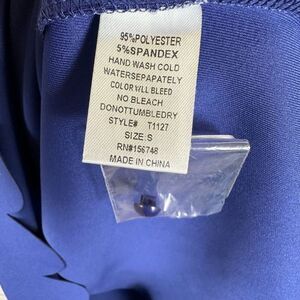 95%POLYESTER
5%SPANDEX
HAND WASH COLD
WATERSEPAPATELY
COLOR WILL BLEED
NO BLEACH
DONOTTUMBLEDRY
STYLE# T1127
SIZE:S
RN#156748
MADE IN CHINA